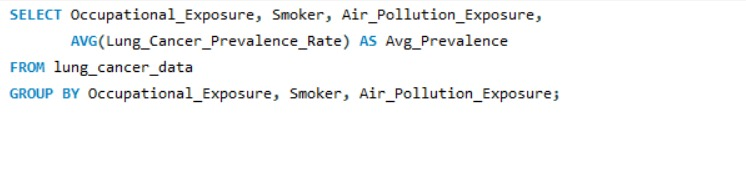 SELECT Occupational_Exposure, Smoker, Air_Pollution_Exposure,
AVG(Lung_Cancer_Prevalence_Rate) AS Avg_Prevalence
FROM lung_cancer_data
GROUP BY Occupational_Exposure, Smoker, Air_Pollution_Exposure;